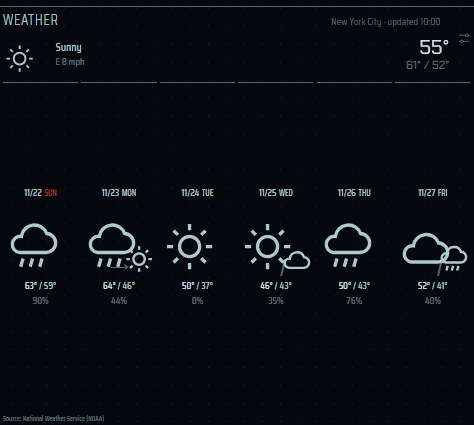 WEATHER
New York City · updated 10:00
Sunny
55°
E 8 mph
61° / 52°
11/22 SUN
11/23 MON
11/24 TUE
11/25 WED
11/26 THU
11/27 FRI
63° / 59°
64° / 46°
50° / 37°
46° / 43°
50° / 43°
52° / 41°
90%
44%
0%
35%
76%
40%
Source: National Weather Service (NOAA)